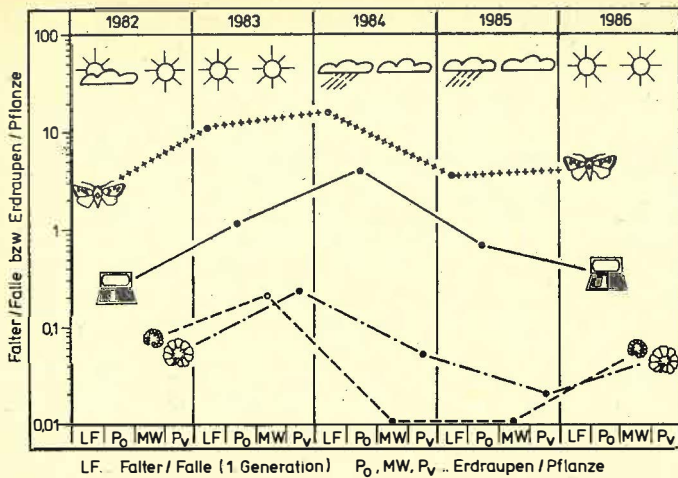 1982 1983 1984 1985 1986
Falter/Falle bzw Erdraupen/Pflanze
100
10
1
0,1
0,01
LF P₀ MW Pᵥ LF P₀ MW Pᵥ LF P₀ MW Pᵥ LF P₀ MW Pᵥ LF P₀ MW Pᵥ
LF.. Falter/Falle (1 Generation) P₀, MW, Pᵥ .. Erdraupen/Pflanze